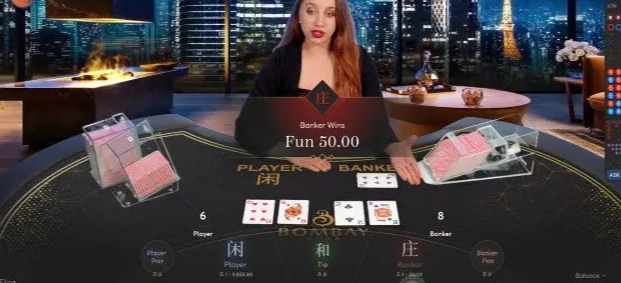 庄
Banker Wins
Fun 50.00
PLAYER
BANKE
闲
6
8
Player
Banker
BOMBAY
Player
Pair
闲
Player
和
Tie
庄
Banker
Banker
Pair
ASK
Balance